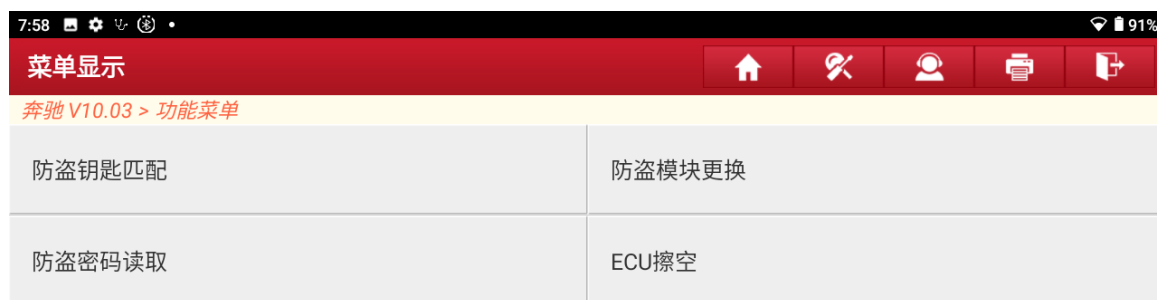 7:58
91%
菜单显示
奔驰 V10.03 > 功能菜单
防盗钥匙匹配
防盗模块更换
防盗密码读取
ECU擦空